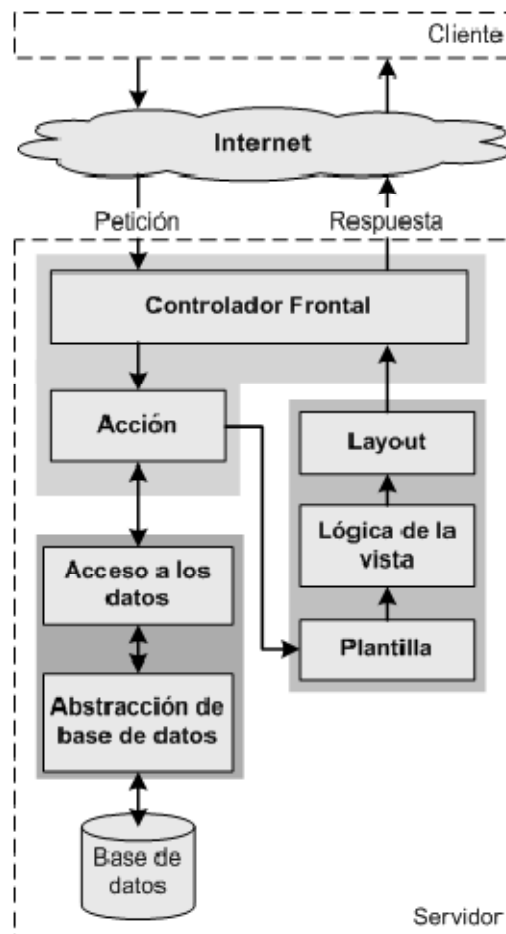 Cliente
Internet
Petición
Respuesta
Controlador Frontal
Acción
Layout
Lógica de la
vista
Plantilla
Acceso a los
datos
Abstracción de
base de datos
Base de
datos
Servidor